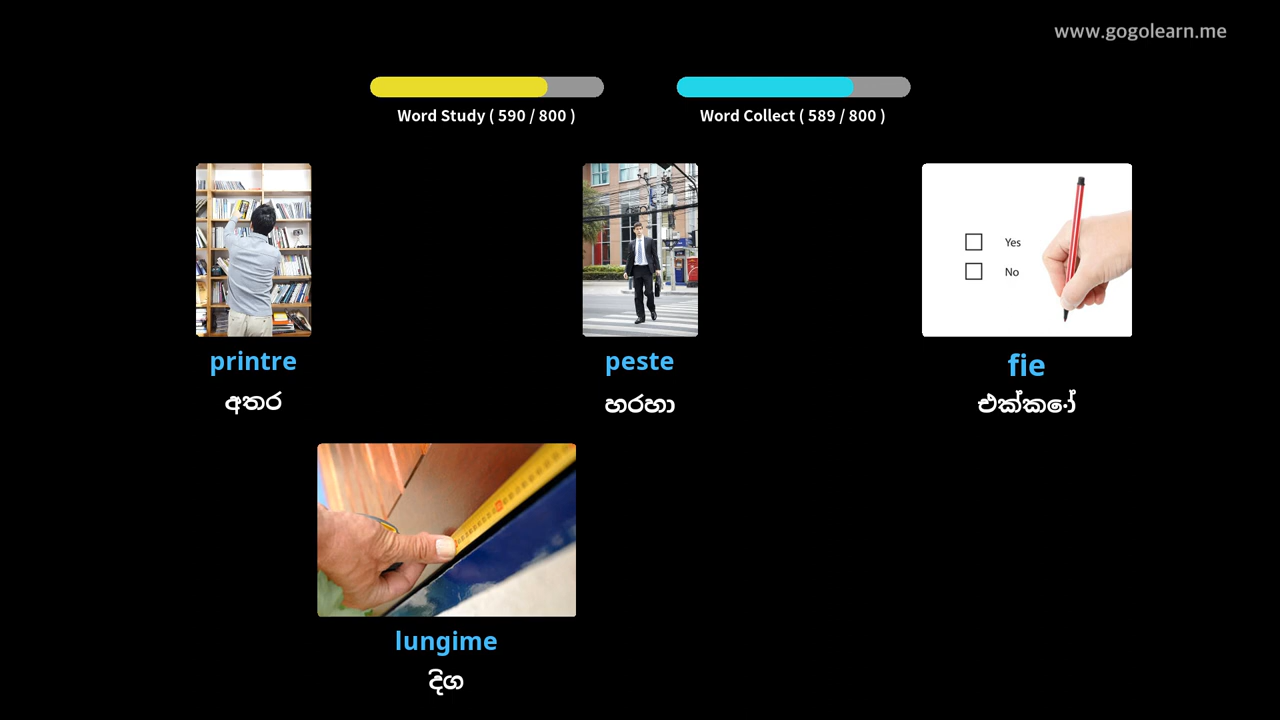 www.gogolearn.me
Word Study ( 590 / 800 )
Word Collect ( 589 / 800 )
Yes
No
printre
peste
fie
අතර
හරහා
එක්කෝ
lungime
දිග